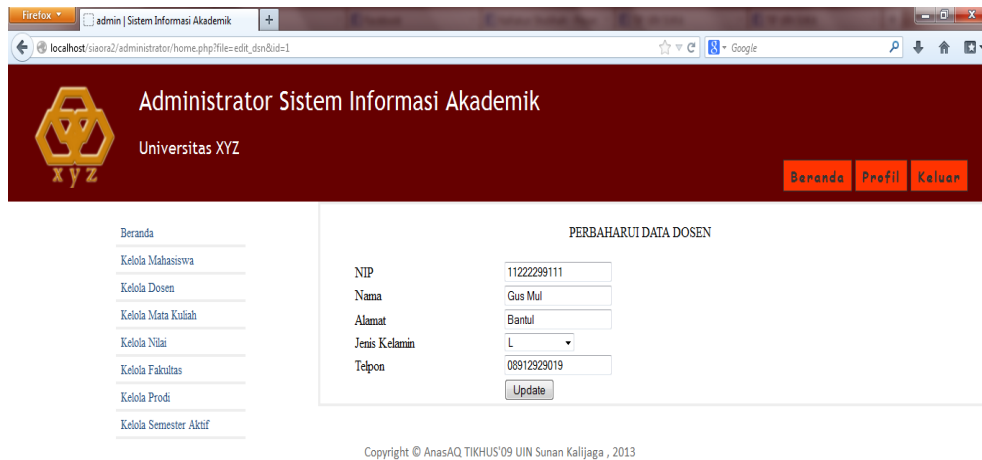 Firefox
admin | Sistem Informasi Akademik
+
localhost/siaora2/administrator/home.php?file=edit_dsn&id=1
Google
xyz
Administrator Sistem Informasi Akademik
Universitas XYZ
Beranda Profil Keluar
Beranda
Kelola Mahasiswa
Kelola Dosen
Kelola Mata Kuliah
Kelola Nilai
Kelola Fakultas
Kelola Prodi
Kelola Semester Aktif
PERBAHARUI DATA DOSEN
NIP 11222299111
Nama Gus Mul
Alamat Bantul
Jenis Kelamin L
Telpon 08912929019
Update
Copyright © AnasAQ TIKHUS'09 UIN Sunan Kalijaga , 2013